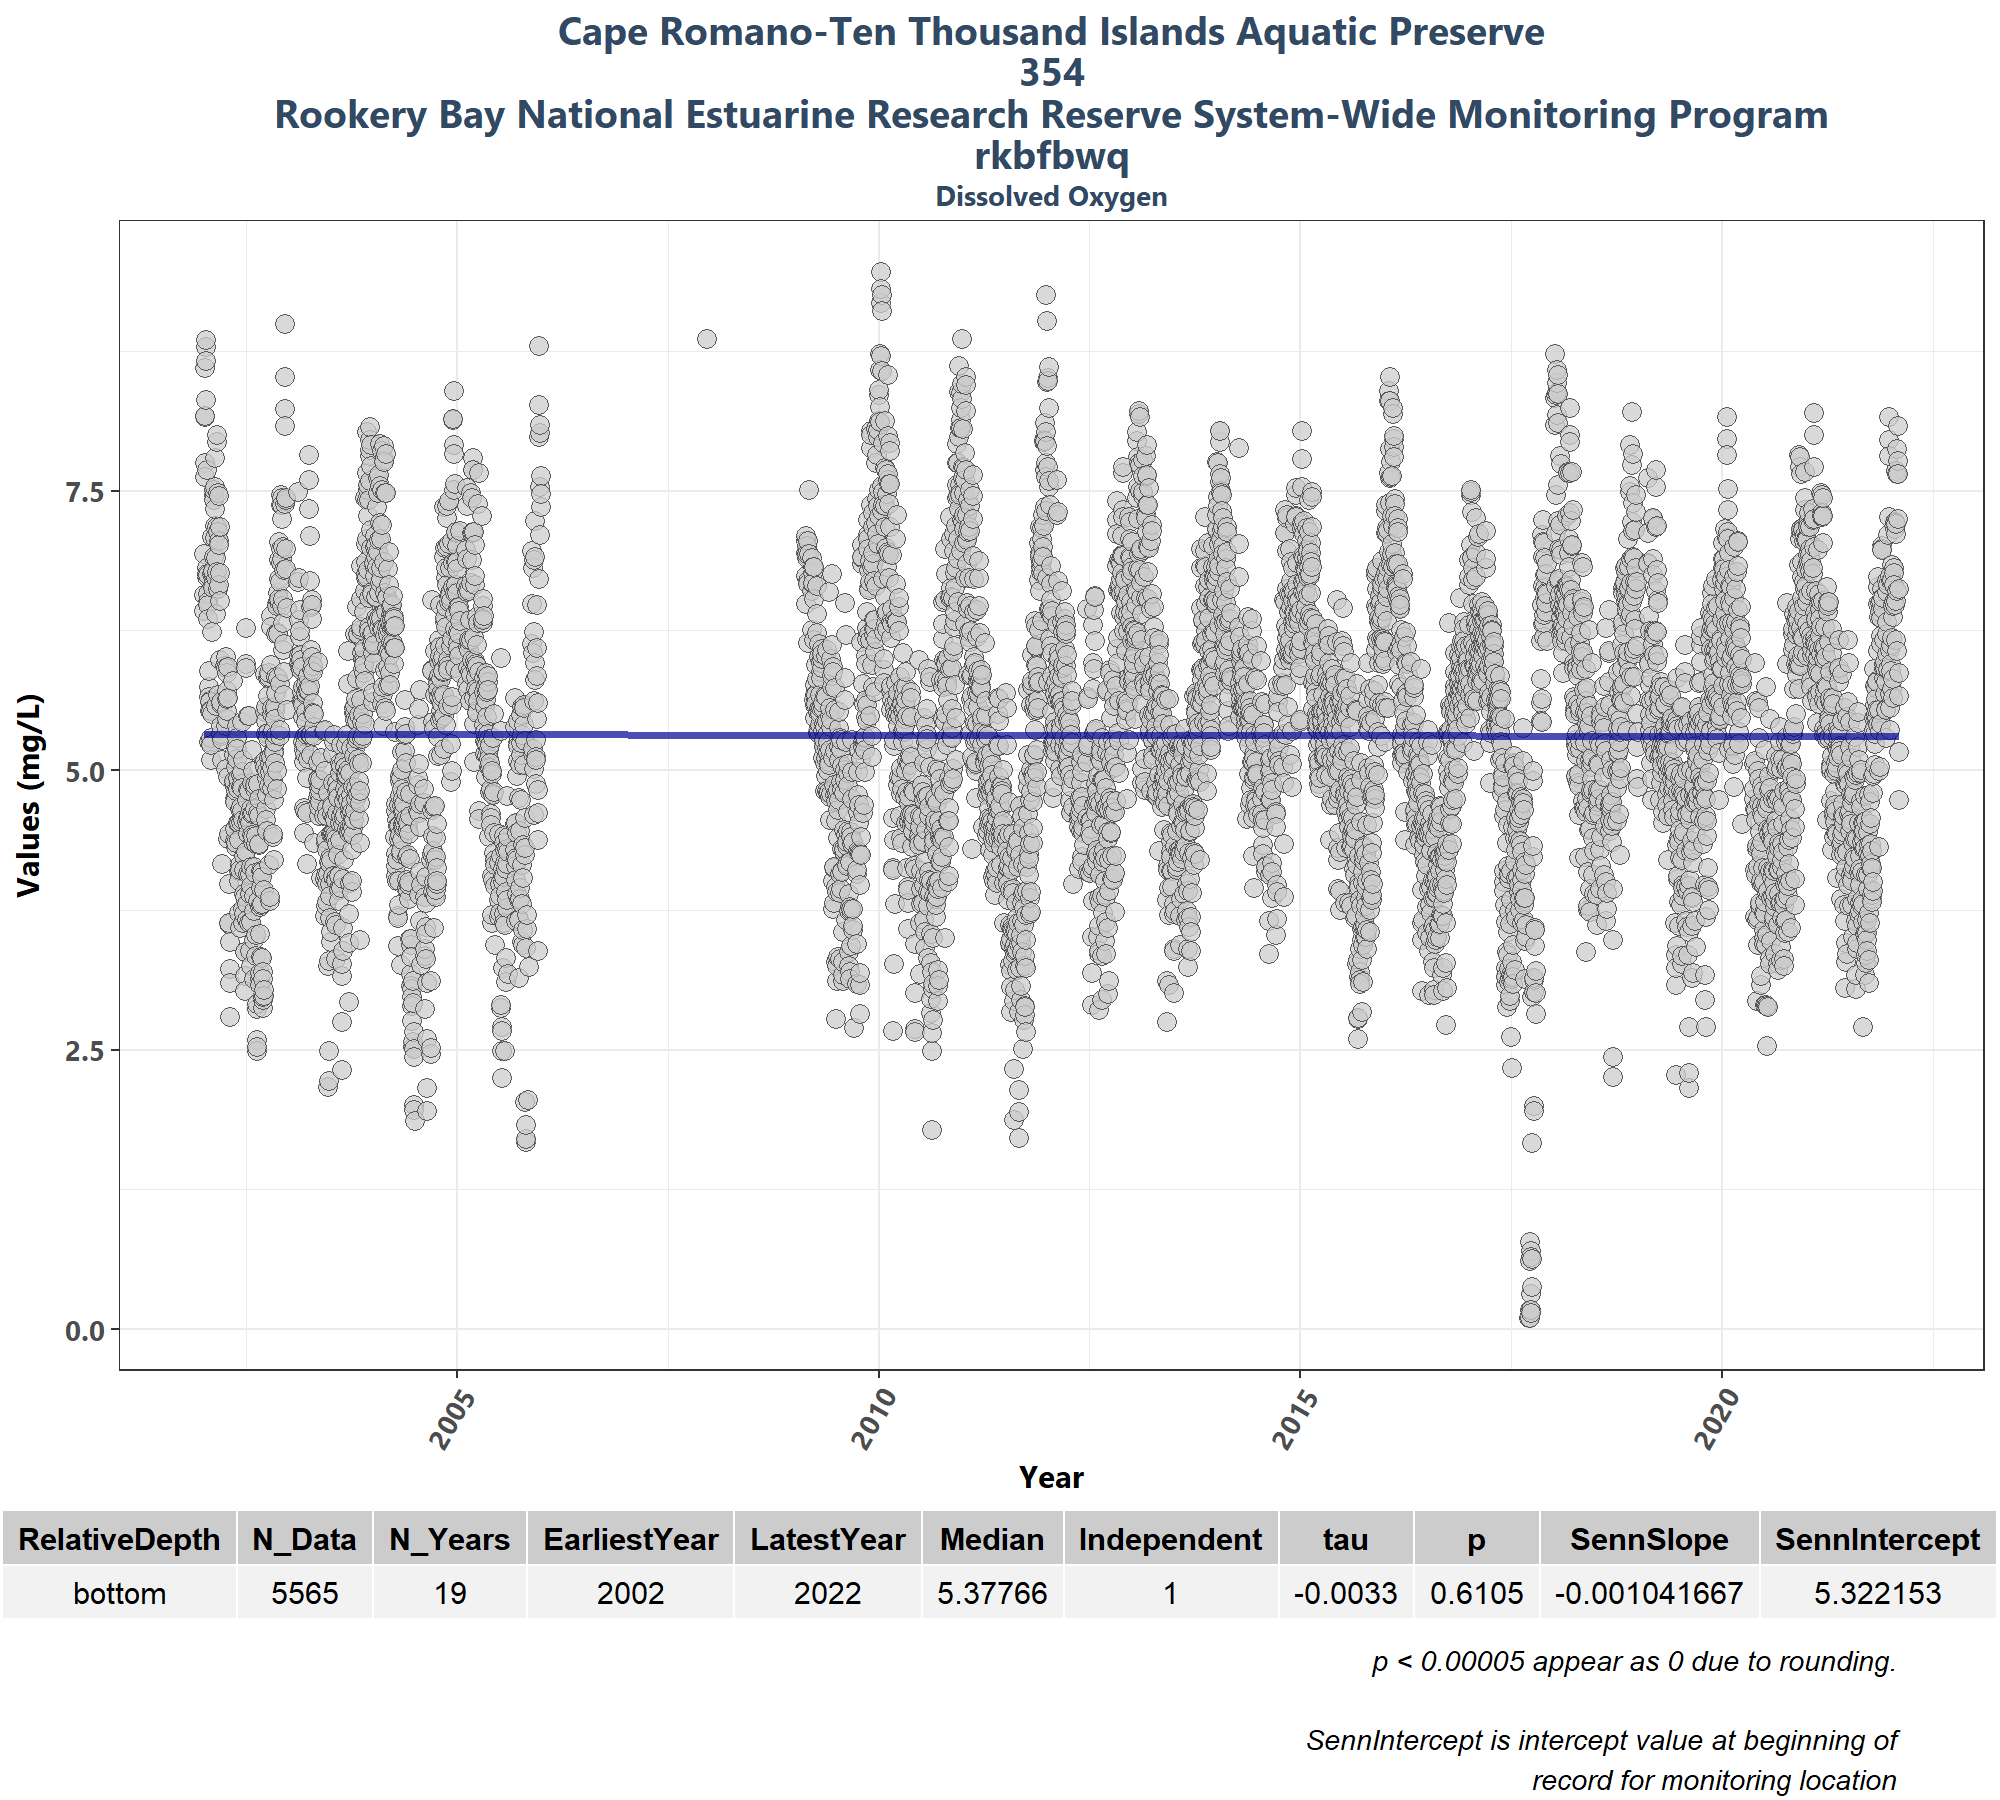 Cape Romano-Ten Thousand Islands Aquatic Preserve
354
Rookery Bay National Estuarine Research Reserve System-Wide Monitoring Program
rkbfbwq
Dissolved Oxygen
Values (mg/L)
7.5
5.0
2.5
0.0
2005 2010 2015 2020
Year
RelativeDepth N_Data N_Years EarliestYear LatestYear Median Independent tau p SennSlope SennIntercept
bottom 5565 19 2002 2022 5.37766 1 -0.0033 0.6105 -0.001041667 5.322153
p < 0.00005 appear as 0 due to rounding.
SennIntercept is intercept value at beginning of
record for monitoring location